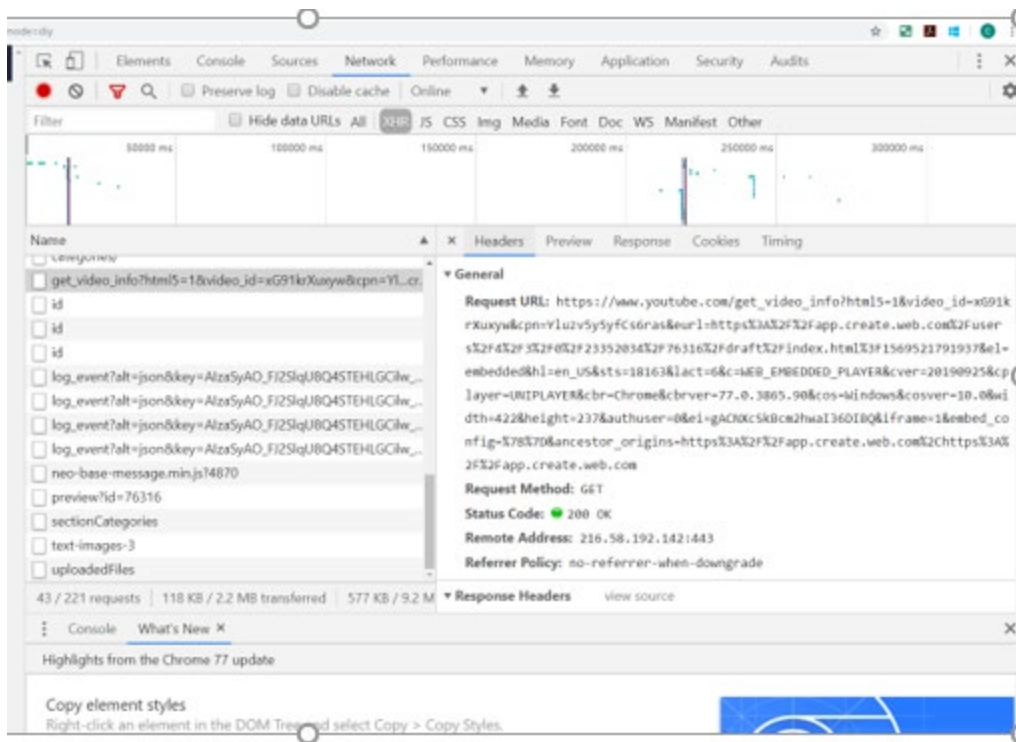 mode=diy
Elements Console Sources Network Performance Memory Application Security Audits
Preserve log Disable cache Online
Filter Hide data URLs All XHR JS CSS Img Media Font Doc WS Manifest Other
50000 ms 100000 ms 150000 ms 200000 ms 250000 ms 300000 ms
Name
categories/
get_video_info?html5=1&video_id=xG91krXuxyw&cpn=Yl...cr.
id
id
id
log_event?alt=json&key=AIzaSyAO_FJ2SlqU8Q4STEHLGCilw_...
log_event?alt=json&key=AIzaSyAO_FJ2SlqU8Q4STEHLGCilw_...
log_event?alt=json&key=AIzaSyAO_FJ2SlqU8Q4STEHLGCilw_...
log_event?alt=json&key=AIzaSyAO_FJ2SlqU8Q4STEHLGCilw_...
neo-base-message.min.js?4870
preview?id=76316
sectionCategories
text-images-3
uploadedFiles
43 / 221 requests 118 KB / 2.2 MB transferred 577 KB / 9.2 M
Headers Preview Response Cookies Timing
General
Request URL: https://www.youtube.com/get_video_info?html5=1&video_id=xG91k
rXuxyw&cpn=Yluzv5y5yfCs6ras&eurl=https%3A%2F%2Fapp.create.web.com%2Fuser
s%2F4%2F3%2F0%2F23352034%2F76316%2Fdraft%2Findex.html%3F1569521791937&el=
embedded&hl=en_US&sts=18163&lact=6&c=WEB_EMBEDDED_PLAYER&cver=20190925&cp
layer=UNIPLAYER&cbr=Chrome&cbrver=77.0.3865.90&cos=Windows&cosver=10.0&wi
dth=422&height=237&authuser=0&ei=gACNXcSkBcm2hwaI36DIBQ&iframe=1&embed_co
nfig=%7B%7D&ancestor_origins=https%3A%2F%2Fapp.create.web.com%2Chttps%3A%
2F%2Fapp.create.web.com
Request Method: GET
Status Code: 200 OK
Remote Address: 216.58.192.142:443
Referrer Policy: no-referrer-when-downgrade
Response Headers view source
Console What's New
Highlights from the Chrome 77 update
Copy element styles
Right-click an element in the DOM Tree and select Copy > Copy Styles.